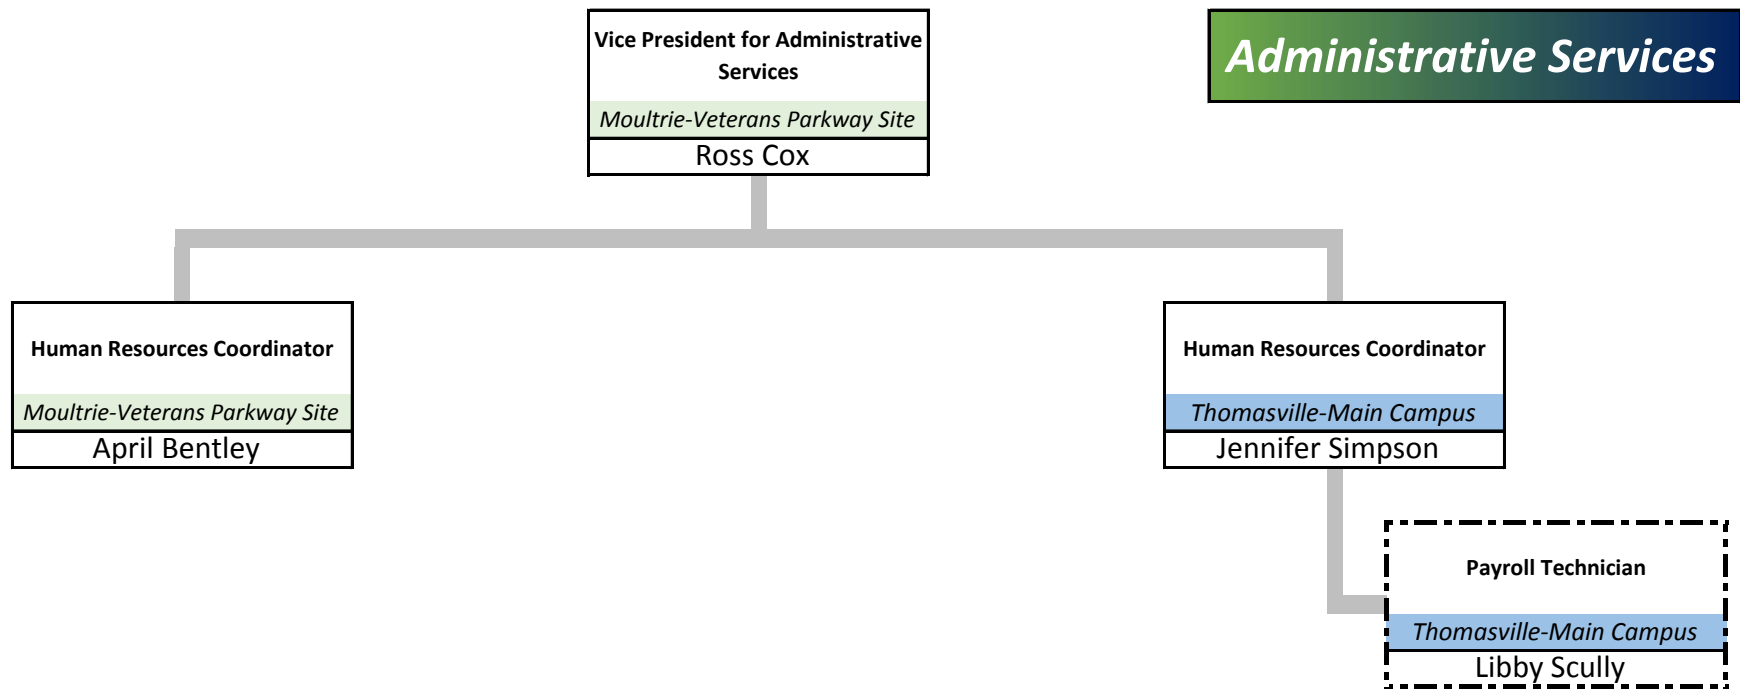 Vice President for Administrative
Services
Moultrie-Veterans Parkway Site
Ross Cox
Administrative Services
Human Resources Coordinator
Moultrie-Veterans Parkway Site
April Bentley
Human Resources Coordinator
Thomasville-Main Campus
Jennifer Simpson
Payroll Technician
Thomasville-Main Campus
Libby Scully